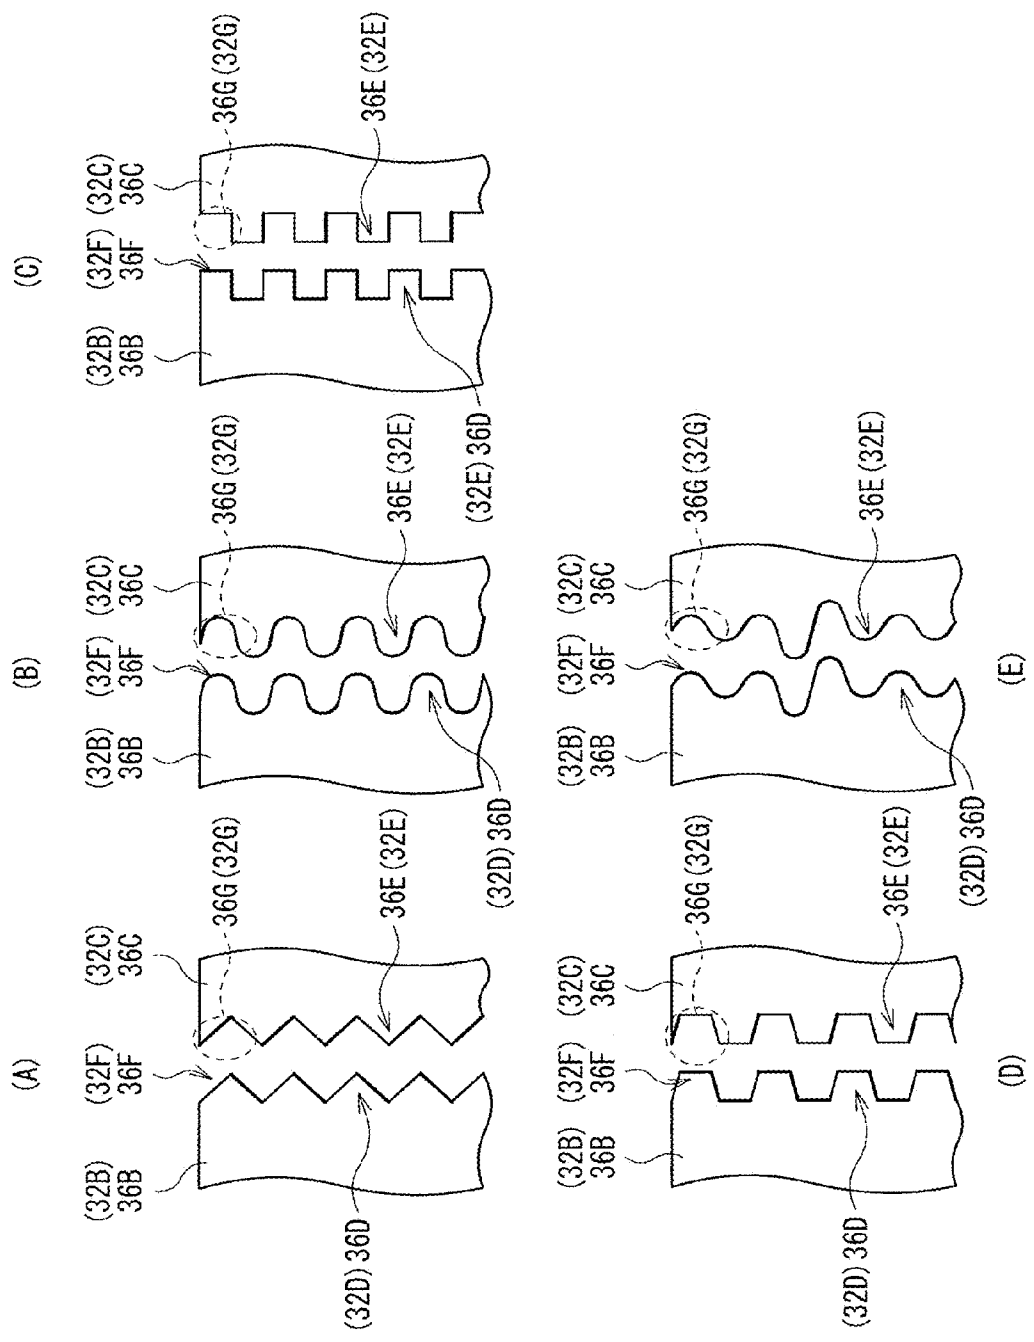 (A)
(32B)
36B
(32F)
36F
(32C)
36C
36G (32G)
36E (32E)
(32D) 36D
(B)
(32B)
36B
(32F)
36F
(32C)
36C
36G (32G)
36E (32E)
(32D) 36D
(C)
(32B)
36B
(32F)
36F
(32C)
36C
36G (32G)
36E (32E)
(32E) 36D
(D)
(32B)
36B
(32F)
36F
(32C)
36C
36G (32G)
36E (32E)
(32D) 36D
(E)
(32B)
36B
(32F)
36F
(32C)
36C
36G (32G)
36E (32E)
(32D) 36D